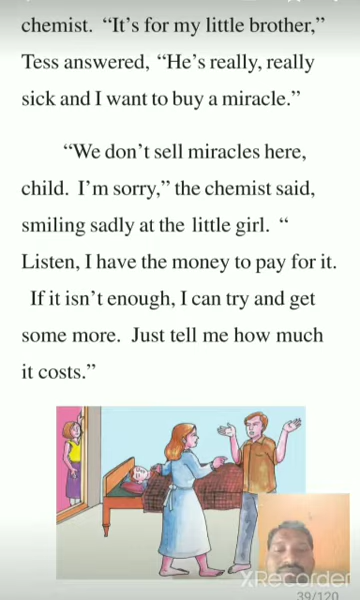 chemist. “It’s for my little brother,”
Tess answered, “He’s really, really
sick and I want to buy a miracle.”
“We don’t sell miracles here,
child. I’m sorry,” the chemist said,
smiling sadly at the little girl. “
Listen, I have the money to pay for it.
If it isn’t enough, I can try and get
some more. Just tell me how much
it costs.”
XRecorder
39/120